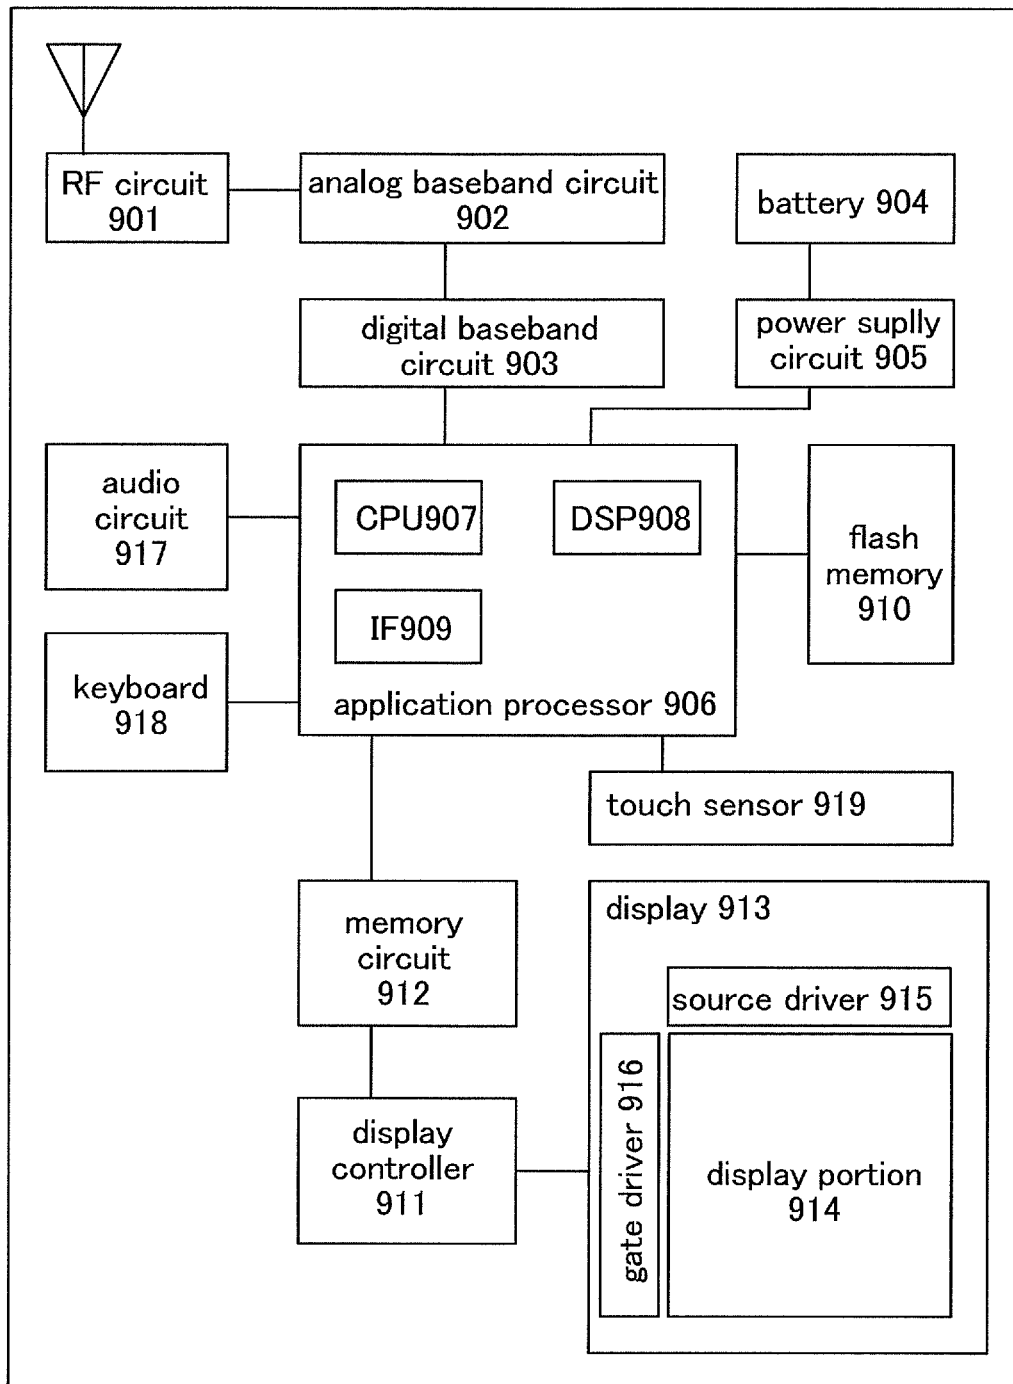 RF circuit
901
analog baseband circuit
902
battery 904
digital baseband
circuit 903
power suplly
circuit 905
audio
circuit
917
CPU907
DSP908
flash
memory
910
IF909
keyboard
918
application processor 906
touch sensor 919
memory
circuit
912
display 913
source driver 915
gate driver 916
display portion
914
display
controller
911